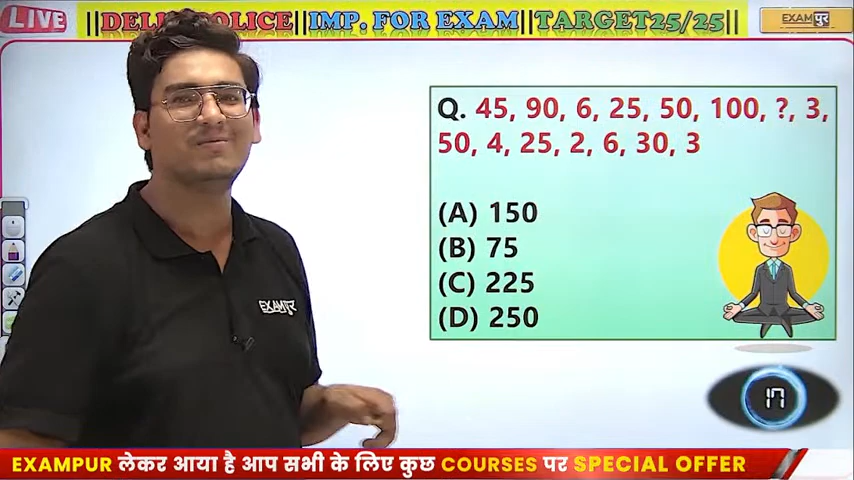 LIVE
||DELHI POLICE||IMP. FOR EXAM||TARGET25/25||
EXAMপুर
Q. 45, 90, 6, 25, 50, 100, ?, 3,
50, 4, 25, 2, 6, 30, 3
(A) 150
(B) 75
(C) 225
(D) 250
EXAMपुर
17
EXAMPUR लेकर आया है आप सभी के लिए कुछ COURSES पर SPECIAL OFFER